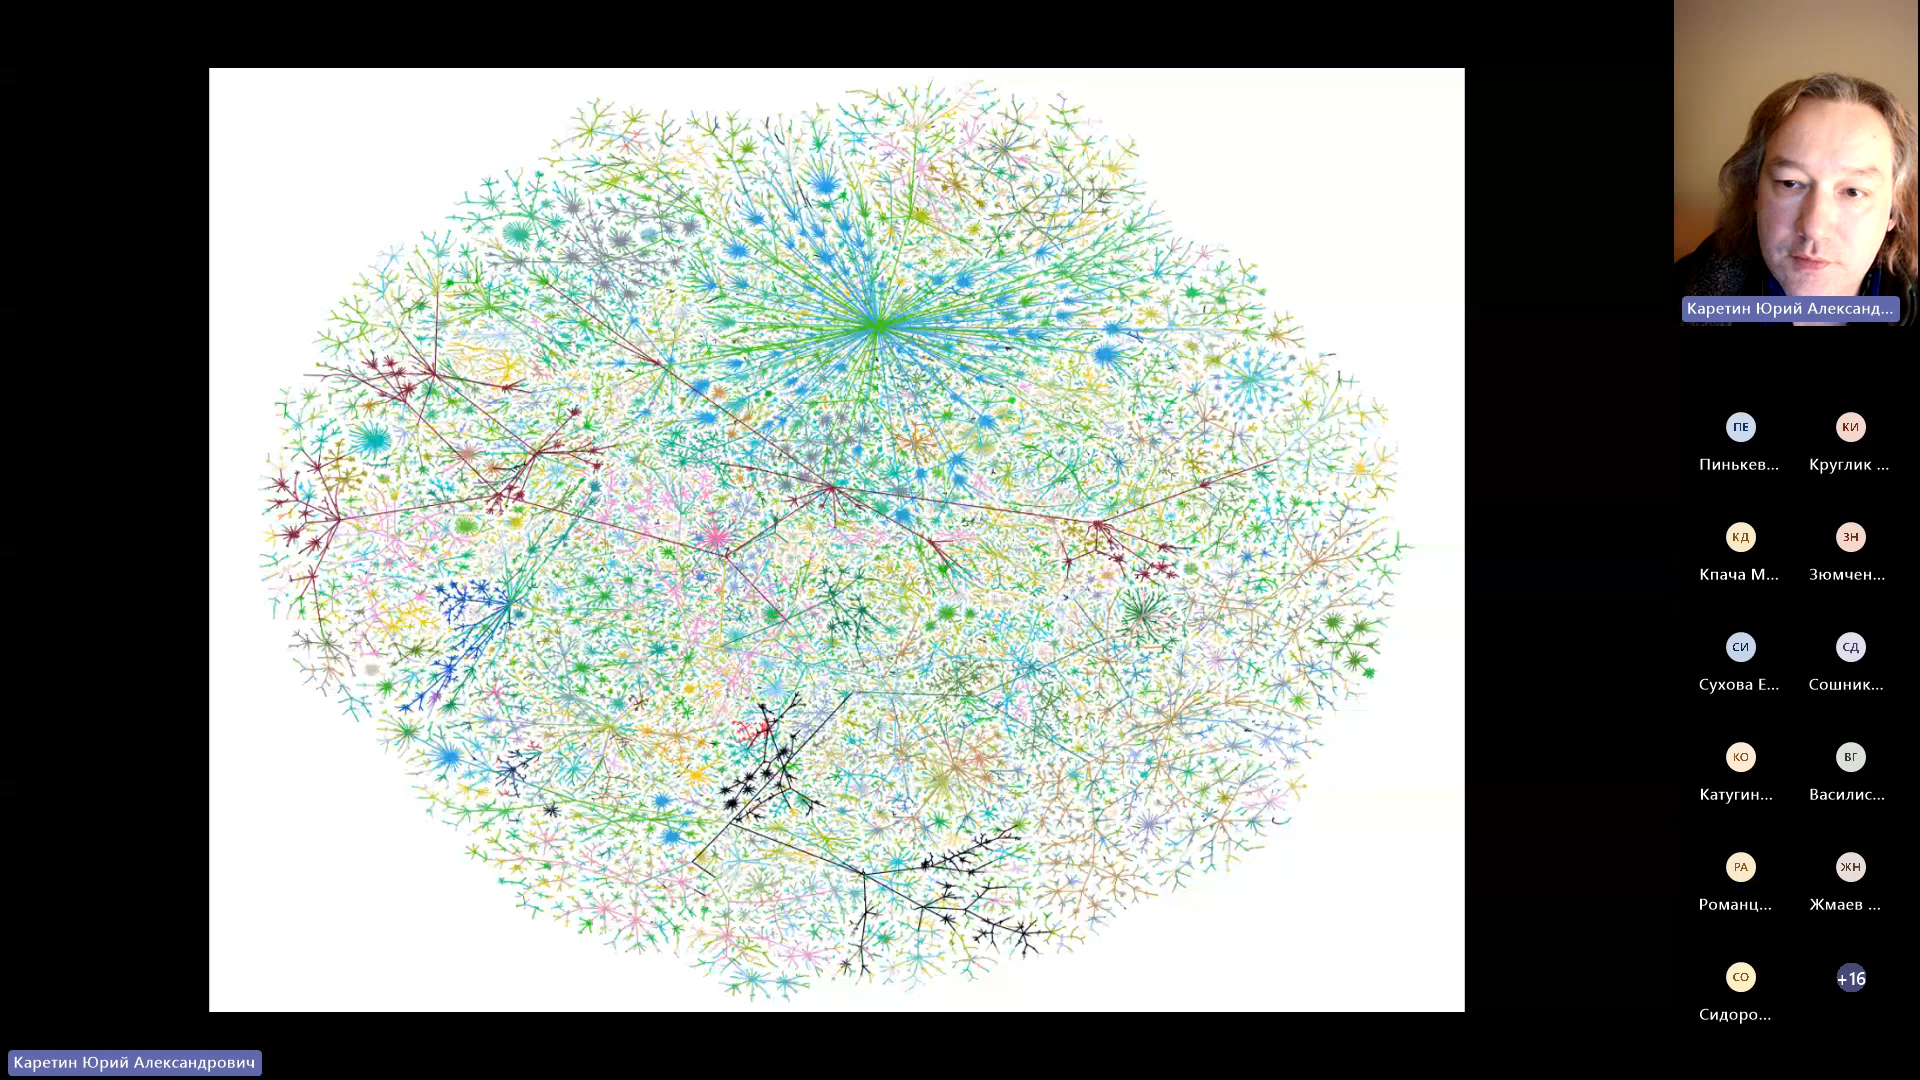 Каретин Юрий Александ...
ПЕ
КИ
Пинькев...
Круглик ...
КД
ЗН
Кпача М...
Зюмчен...
СИ
СД
Сухова Е...
Сошник...
КО
ВГ
Катугин...
Василис...
РА
ЖН
Романц...
Жмаев ...
СО
+16
Сидоро...
Каретин Юрий Александрович